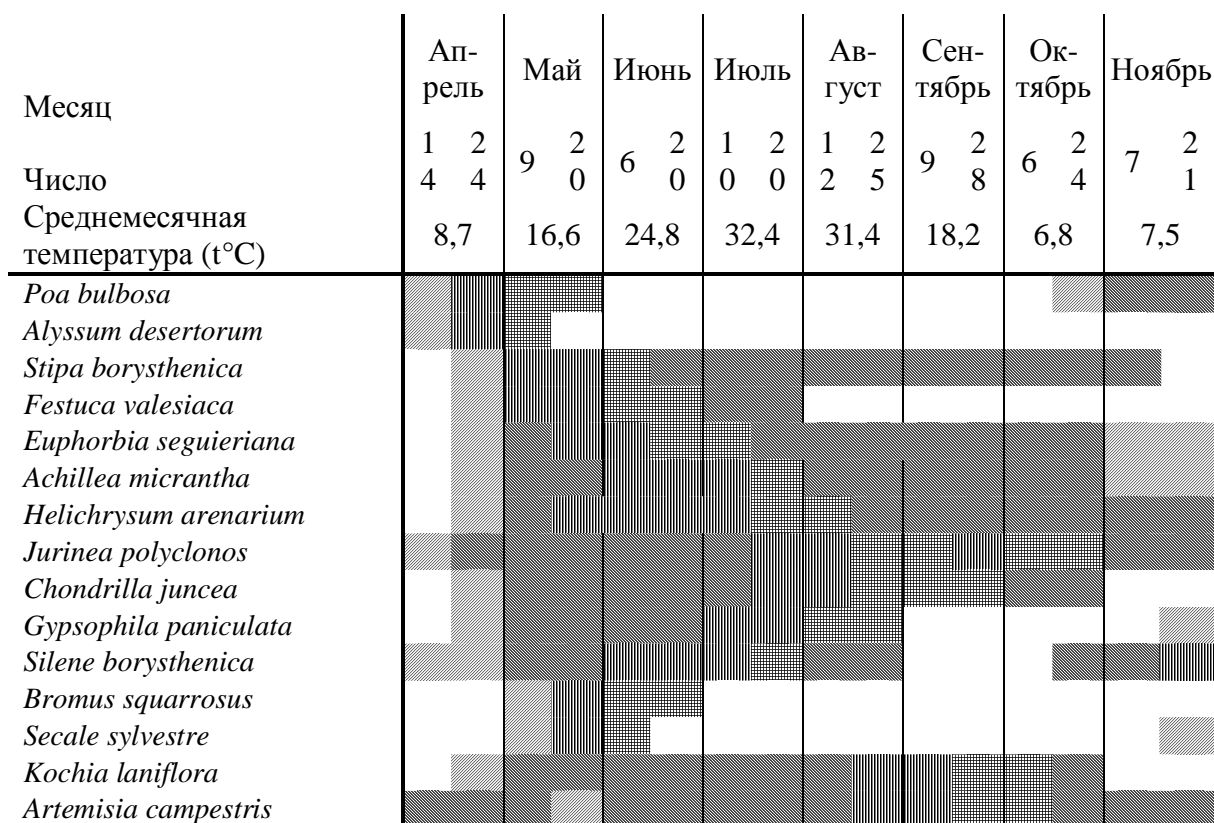 Месяц
Ап-
рель
Май
Июнь
Июль
Ав-
густ
Сен-
тябрь
Ок-
тябрь
Ноябрь
Число
1
4
2
4
9
2
0
6
2
0
1
0
2
0
1
2
2
5
9
2
8
6
2
4
7
2
1
Среднемесячная
температура (t°C)
8,7
16,6
24,8
32,4
31,4
18,2
6,8
7,5
Poa bulbosa
Alyssum desertorum
Stipa borysthenica
Festuca valesiaca
Euphorbia seguieriana
Achillea micrantha
Helichrysum arenarium
Jurinea polyclonos
Chondrilla juncea
Gypsophila paniculata
Silene borysthenica
Bromus squarrosus
Secale sylvestre
Kochia laniflora
Artemisia campestris